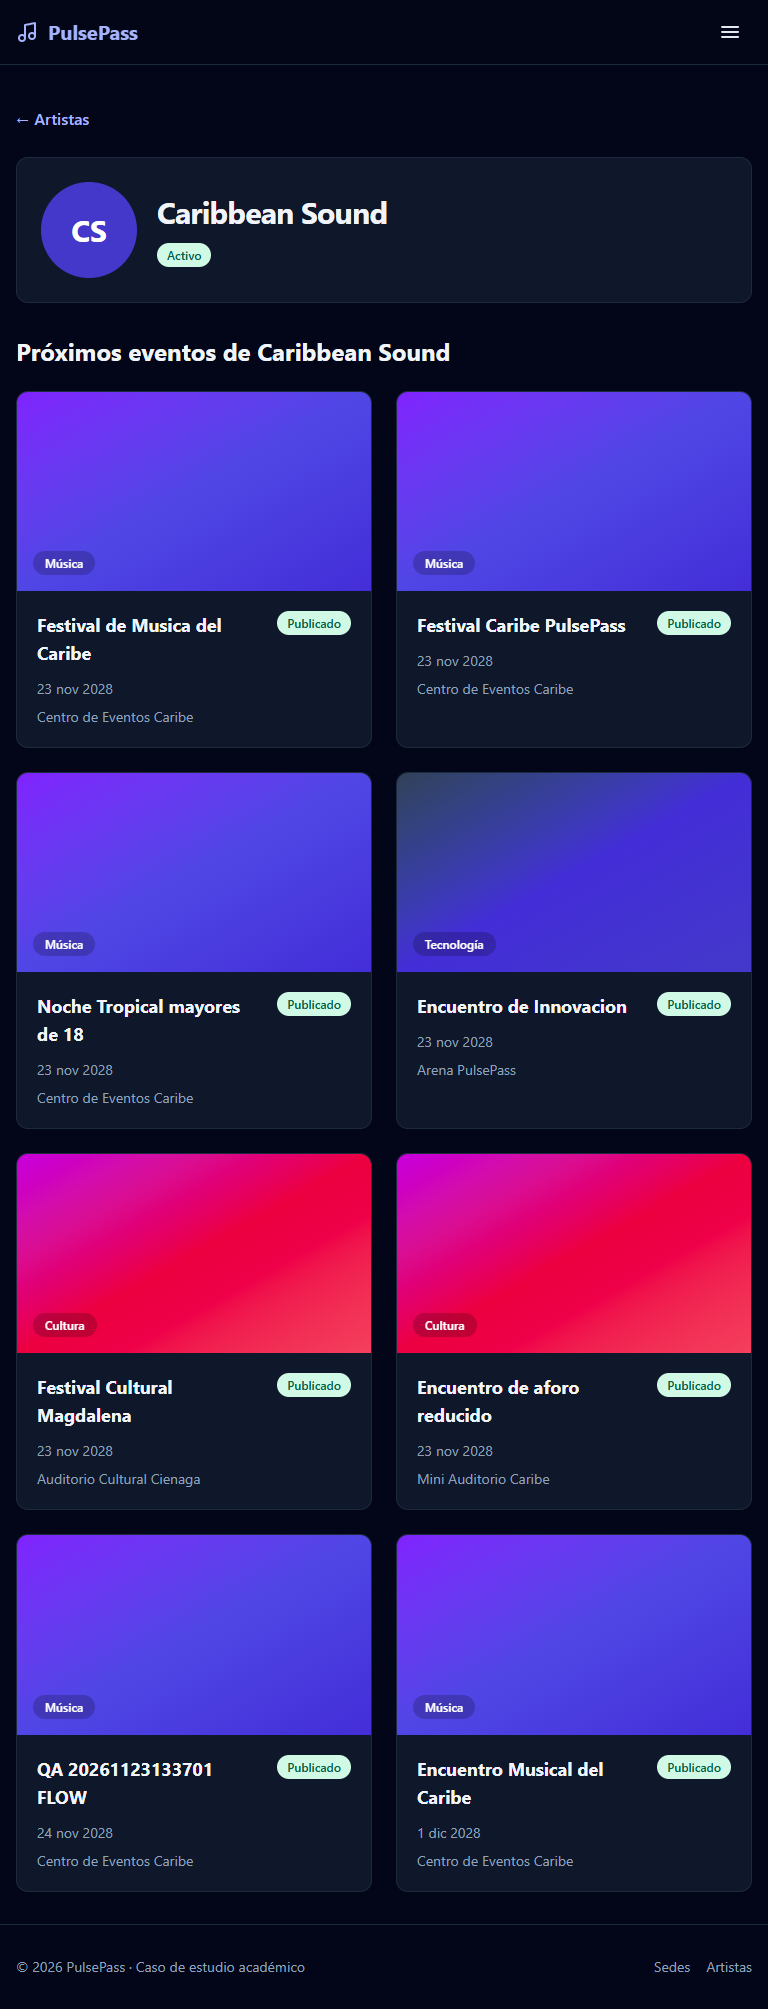 PulsePass
← Artistas
CS
Caribbean Sound
Activo
Próximos eventos de Caribbean Sound
Música
Festival de Musica del
Caribe
Publicado
23 nov 2028
Centro de Eventos Caribe
Música
Festival Caribe PulsePass
Publicado
23 nov 2028
Centro de Eventos Caribe
Música
Noche Tropical mayores
de 18
Publicado
23 nov 2028
Centro de Eventos Caribe
Tecnología
Encuentro de Innovacion
Publicado
23 nov 2028
Arena PulsePass
Cultura
Festival Cultural
Magdalena
Publicado
23 nov 2028
Auditorio Cultural Cienaga
Cultura
Encuentro de aforo
reducido
Publicado
23 nov 2028
Mini Auditorio Caribe
Música
QA 20261123133701
FLOW
Publicado
24 nov 2028
Centro de Eventos Caribe
Música
Encuentro Musical del
Caribe
Publicado
1 dic 2028
Centro de Eventos Caribe
© 2026 PulsePass · Caso de estudio académico
Sedes
Artistas